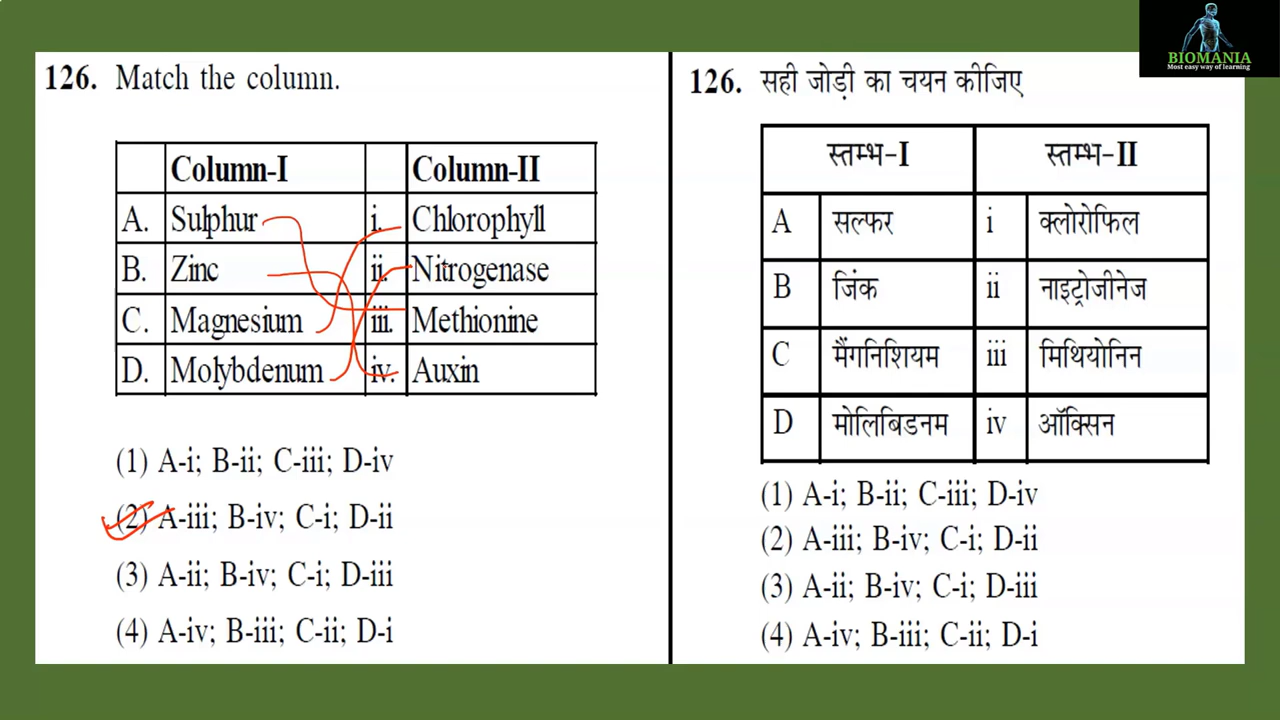 BIOMANIA
Most easy way of learning
126. Match the column.
Column-I Column-II
A. Sulphur i. Chlorophyll
B. Zinc ii. Nitrogenase
C. Magnesium iii. Methionine
D. Molybdenum iv. Auxin
(1) A-i; B-ii; C-iii; D-iv
(2) A-iii; B-iv; C-i; D-ii
(3) A-ii; B-iv; C-i; D-iii
(4) A-iv; B-iii; C-ii; D-i
126. सही जोड़ी का चयन कीजिए
स्तम्भ-I स्तम्भ-II
A सल्फर i क्लोरोफिल
B जिंक ii नाइट्रोजीनेज
C मैंगनिशियम iii मिथियोनिन
D मोलिबिडनम iv ऑक्सिन
(1) A-i; B-ii; C-iii; D-iv
(2) A-iii; B-iv; C-i; D-ii
(3) A-ii; B-iv; C-i; D-iii
(4) A-iv; B-iii; C-ii; D-i